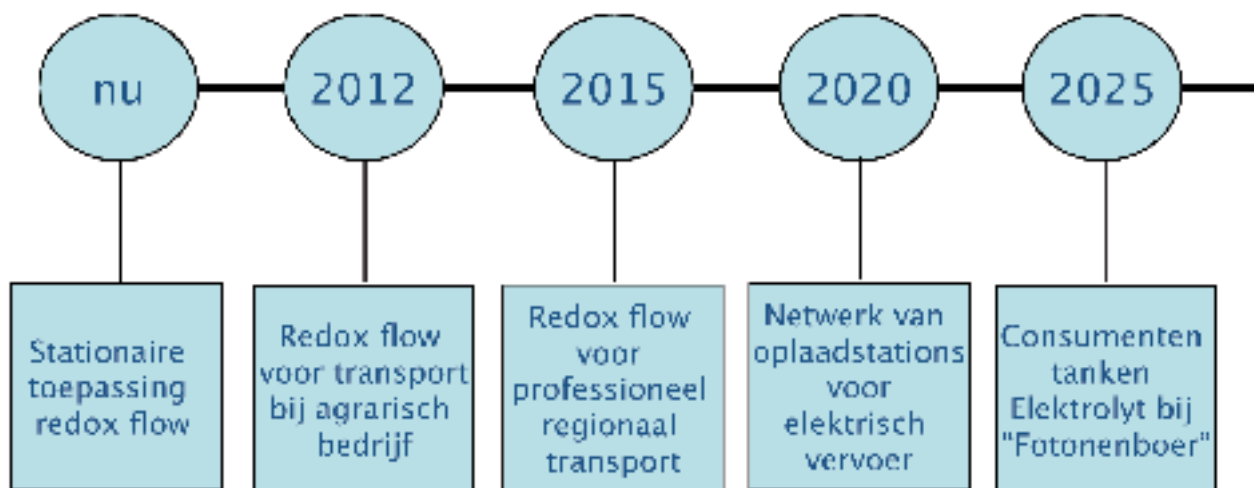 nu
2012
2015
2020
2025
Stationaire
toepassing
redox flow
Redox flow
voor transport
bij agrarisch
bedrijf
Redox flow
voor
professioneel
regionaal
transport
Netwerk van
oplaadstations
voor
elektrisch
vervoer
Consumenten
tanken
Elektrolyt bij
"Fotonenboer"